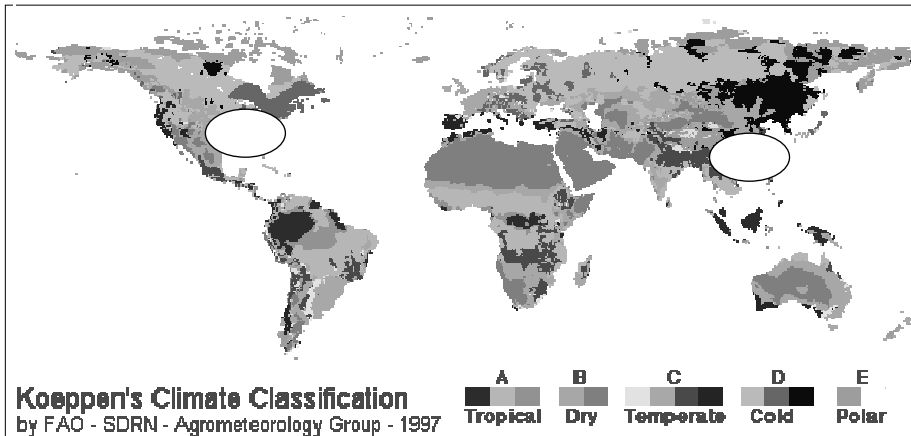 A B C D E
Koeppen's Climate Classification
Tropical Dry Temperate Cold Polar
by FAO - SDRN - Agrometeorology Group - 1997